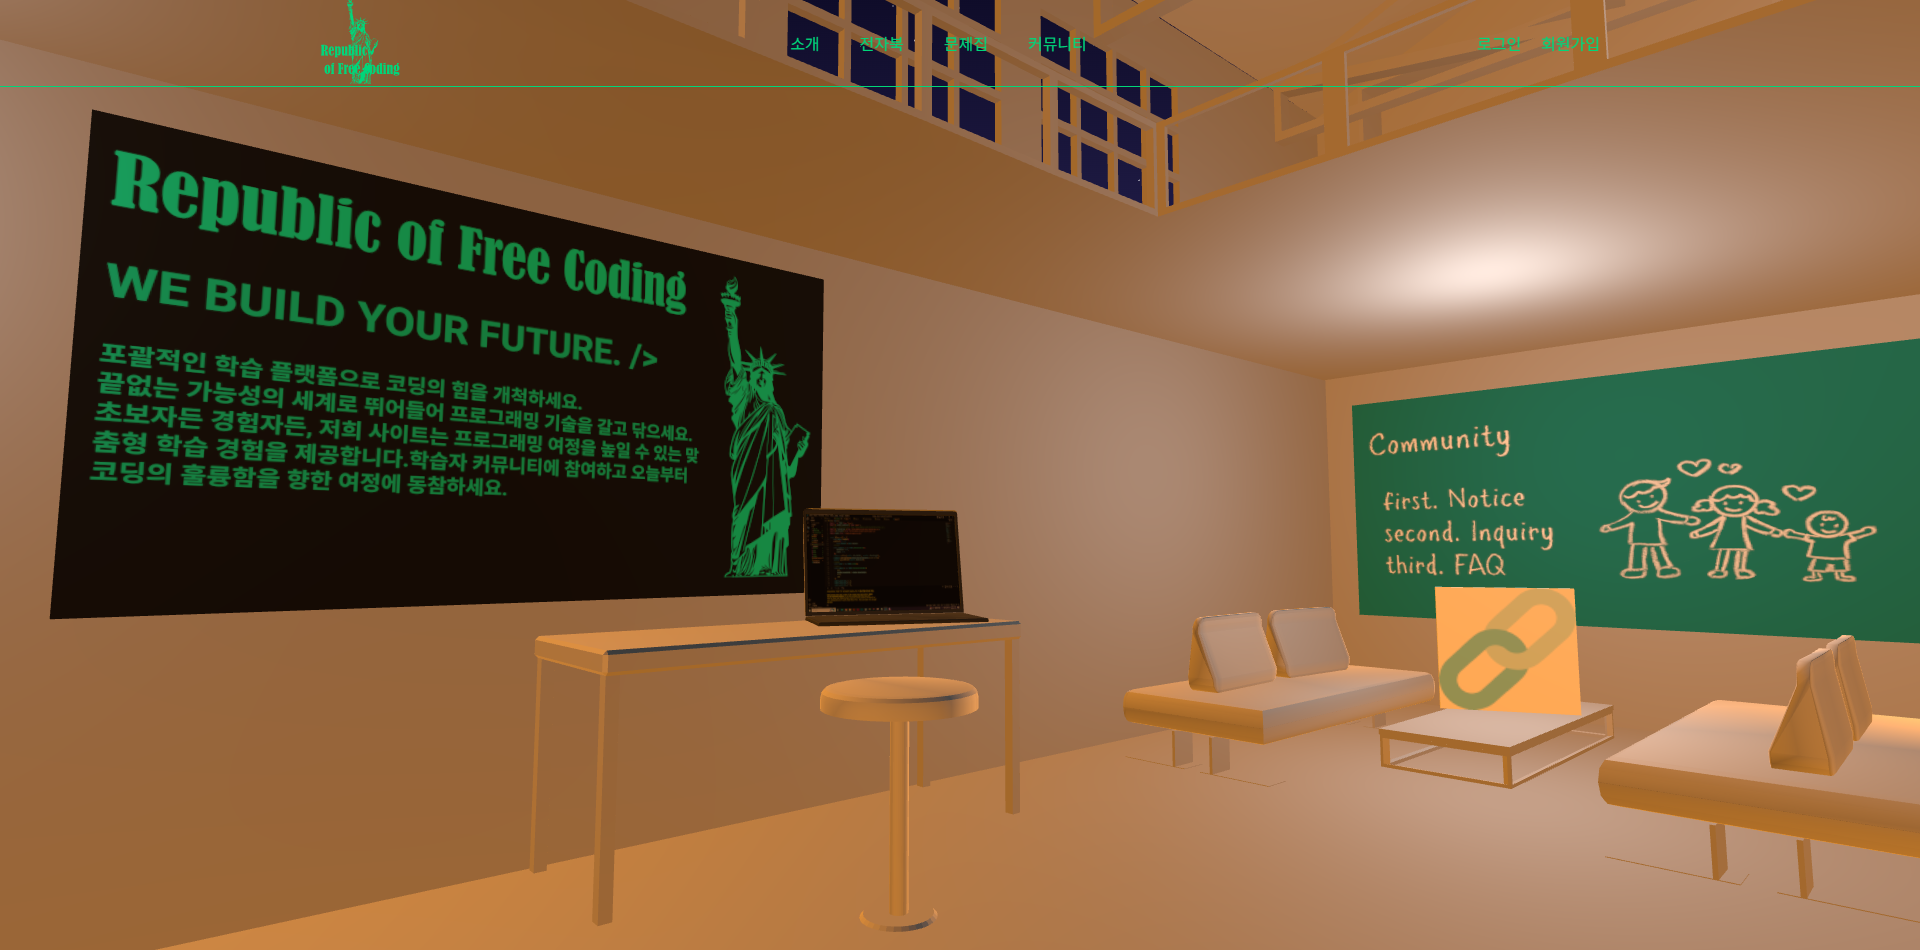 Republic
of Free Coding
소개
전자북
문제집
커뮤니티
로그인
회원가입
Republic of Free Coding
WE BUILD YOUR FUTURE. />
포괄적인 학습 플랫폼으로 코딩의 힘을 개척하세요.
끝없는 가능성의 세계로 뛰어들어 프로그래밍 기술을 갈고 닦으세요.
초보자든 경험자든, 저희 사이트는 프로그래밍 여정을 높일 수 있는 맞
춤형 학습 경험을 제공합니다.학습자 커뮤니티에 참여하고 오늘부터
코딩의 훌륭함을 향한 여정에 동참하세요.
Community
first. Notice
second. Inquiry
third. FAQ